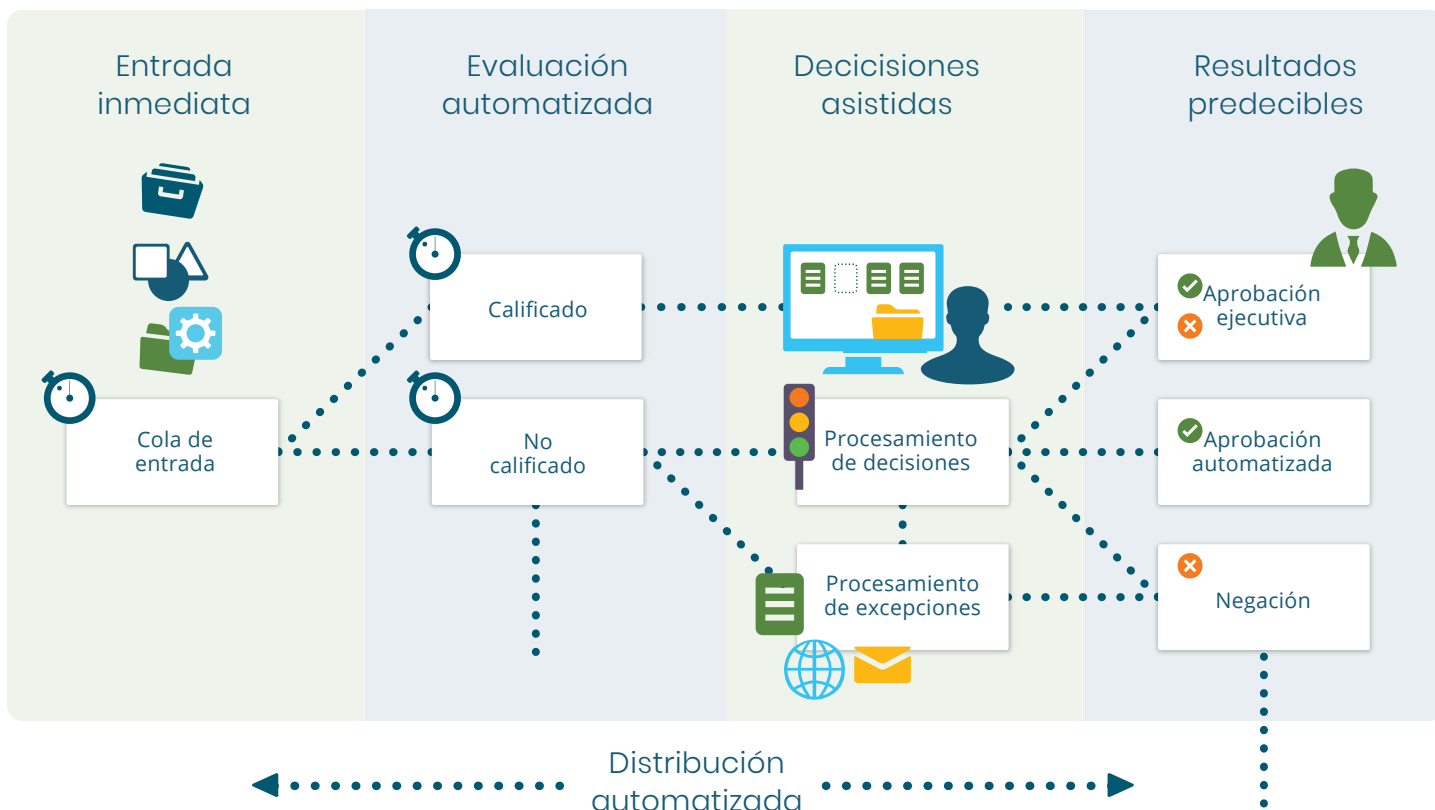 Entrada
inmediata
Evaluación
automatizada
Decicisiones
asistidas
Resultados
predecibles
Calificado
Aprobación
ejecutiva
Cola de
entrada
No
calificado
Procesamiento
de decisiones
Aprobación
automatizada
Procesamiento
de excepciones
Negación
Distribución
automatizada